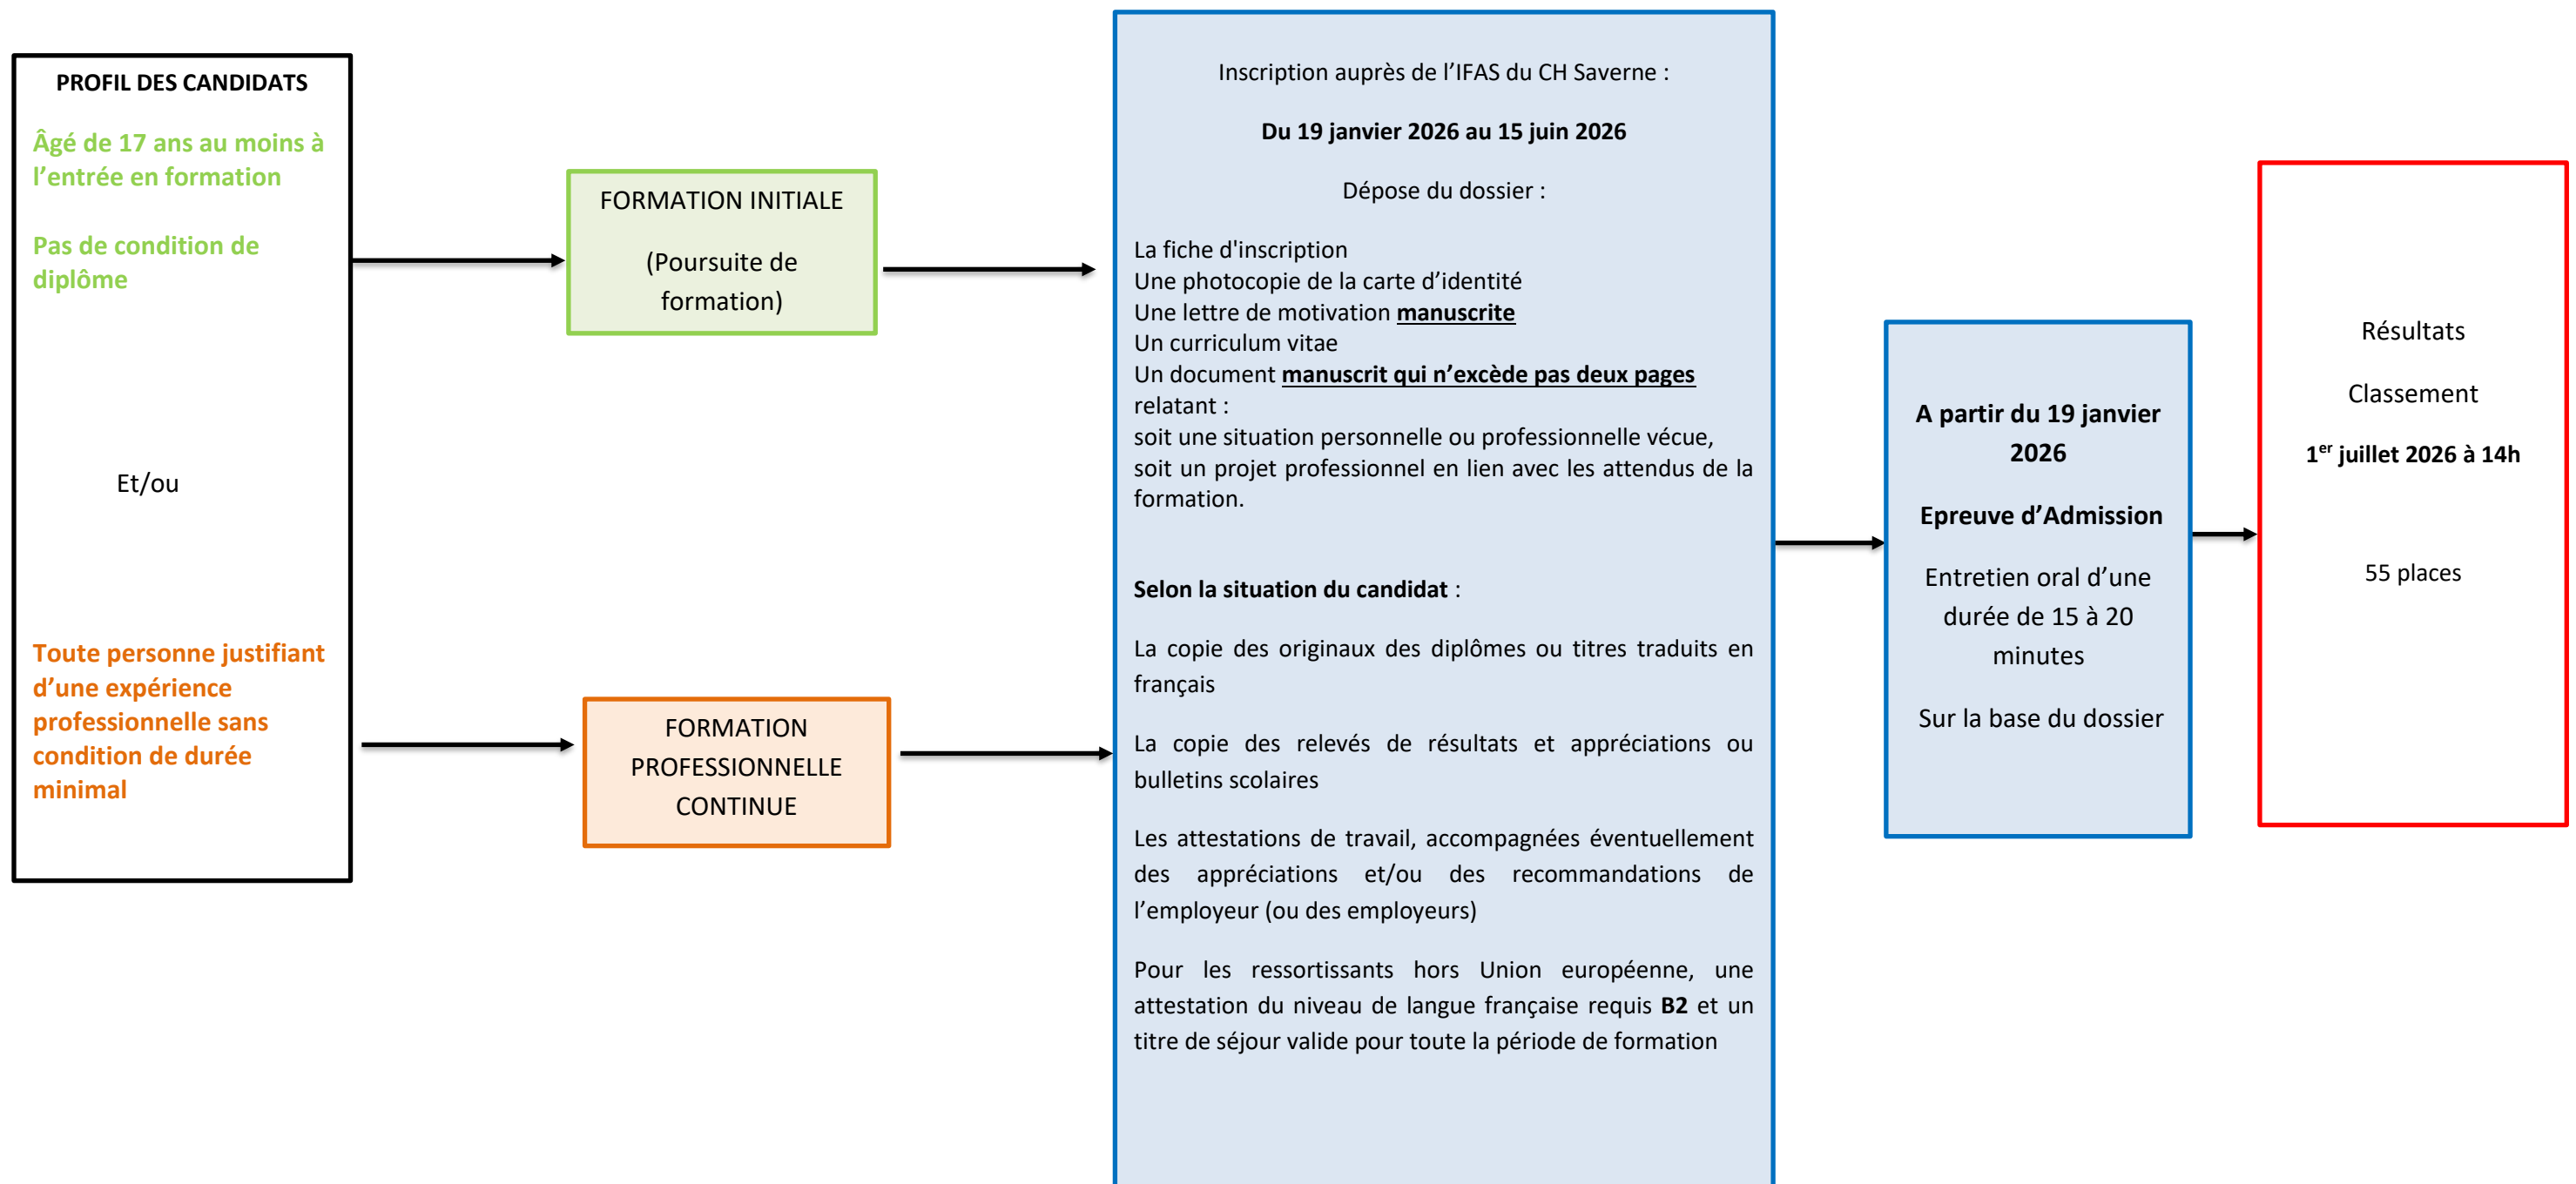 PROFIL DES CANDIDATS
Âgé de 17 ans au moins à
l’entrée en formation
Pas de condition de
diplôme
Et/ou
Toute personne justifiant
d’une expérience
professionnelle sans
condition de durée
minimal
FORMATION INITIALE
(Poursuite de
formation)
FORMATION
PROFESSIONNELLE
CONTINUE
Inscription auprès de l’IFAS du CH Saverne :
Du 19 janvier 2026 au 15 juin 2026
Dépose du dossier :
La fiche d'inscription
Une photocopie de la carte d’identité
Une lettre de motivation manuscrite
Un curriculum vitae
Un document manuscrit qui n’excède pas deux pages
relatant :
soit une situation personnelle ou professionnelle vécue,
soit un projet professionnel en lien avec les attendus de la
formation.
Selon la situation du candidat :
La copie des originaux des diplômes ou titres traduits en
français
La copie des relevés de résultats et appréciations ou
bulletins scolaires
Les attestations de travail, accompagnées éventuellement
des appréciations et/ou des recommandations de
l’employeur (ou des employeurs)
Pour les ressortissants hors Union européenne, une
attestation du niveau de langue française requis B2 et un
titre de séjour valide pour toute la période de formation
A partir du 19 janvier
2026
Epreuve d’Admission
Entretien oral d’une
durée de 15 à 20
minutes
Sur la base du dossier
Résultats
Classement
1er juillet 2026 à 14h
55 places